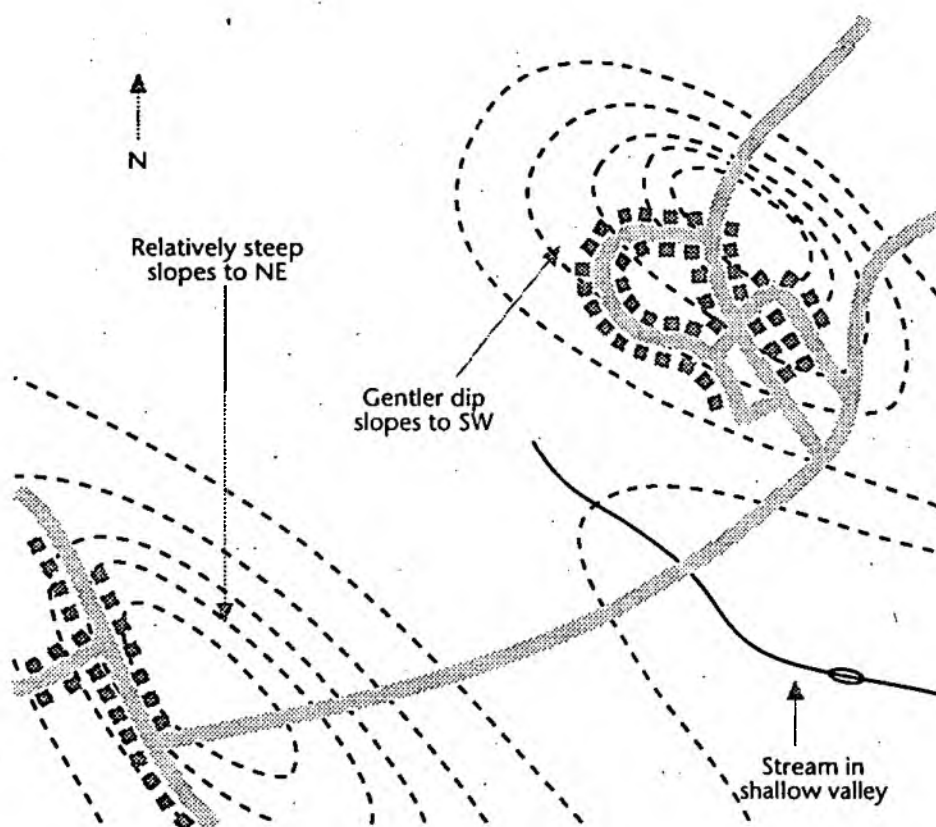 N
Relatively steep
slopes to NE
Gentler dip
slopes to SW
Stream in
shallow valley